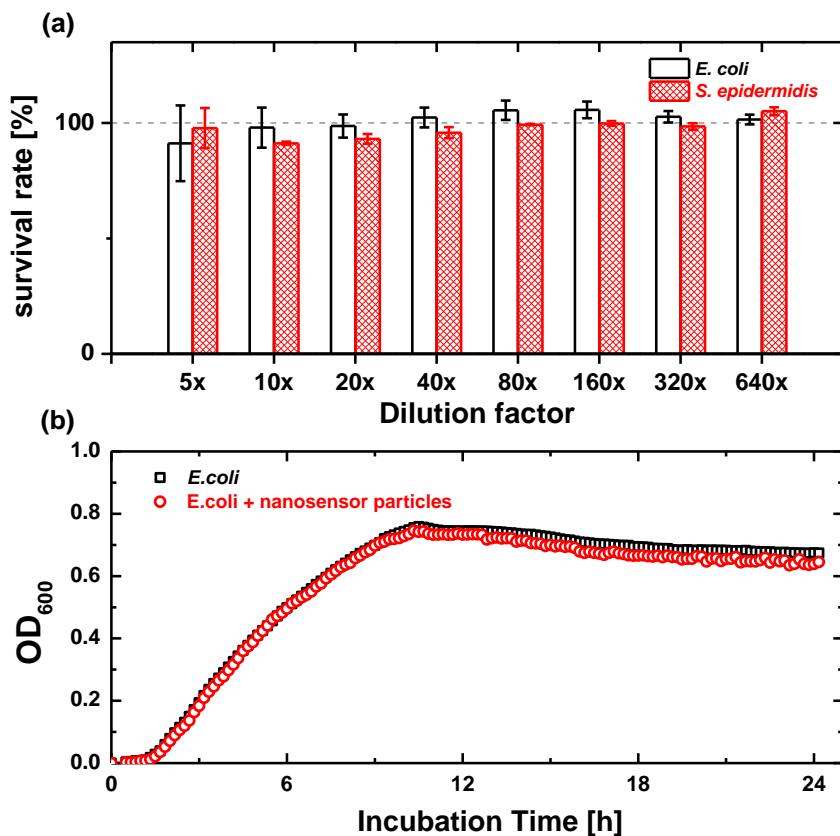 (a)
E. coli
S. epidermidis
survival rate [%]
100
0
5x 10x 20x 40x 80x 160x 320x 640x
Dilution factor
(b)
1.0
0.8
0.6
0.4
0.2
0.0
E.coli
E.coli + nanosensor particles
OD600
0 6 12 18 24
Incubation Time [h]